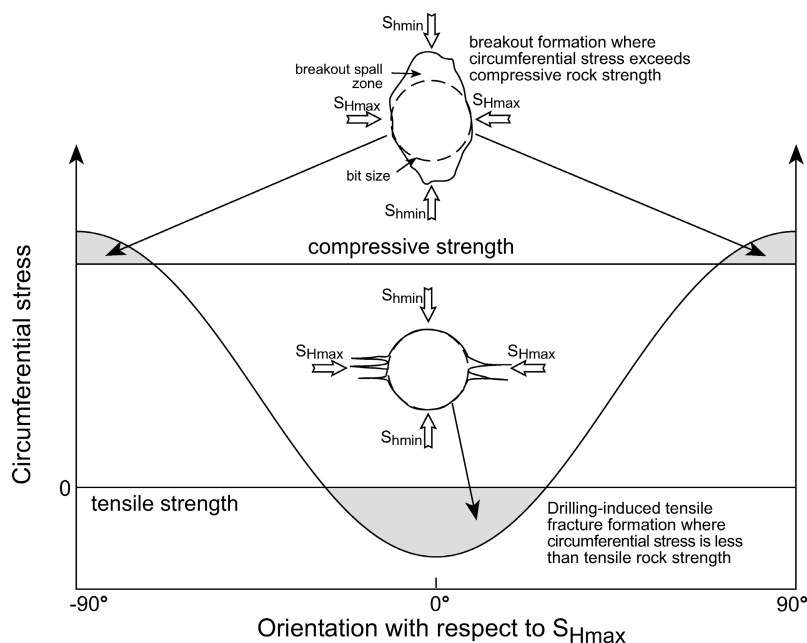 Shmin
breakout formation where
circumferential stress exceeds
compressive rock strength
breakout spall
zone
SHmax
SHmax
bit size
Shmin
compressive strength
Shmin
SHmax
SHmax
Shmin
Circumferential stress
0
tensile strength
Drilling-induced tensile
fracture formation where
circumferential stress is less
than tensile rock strength
-90°
0°
90°
Orientation with respect to SHmax